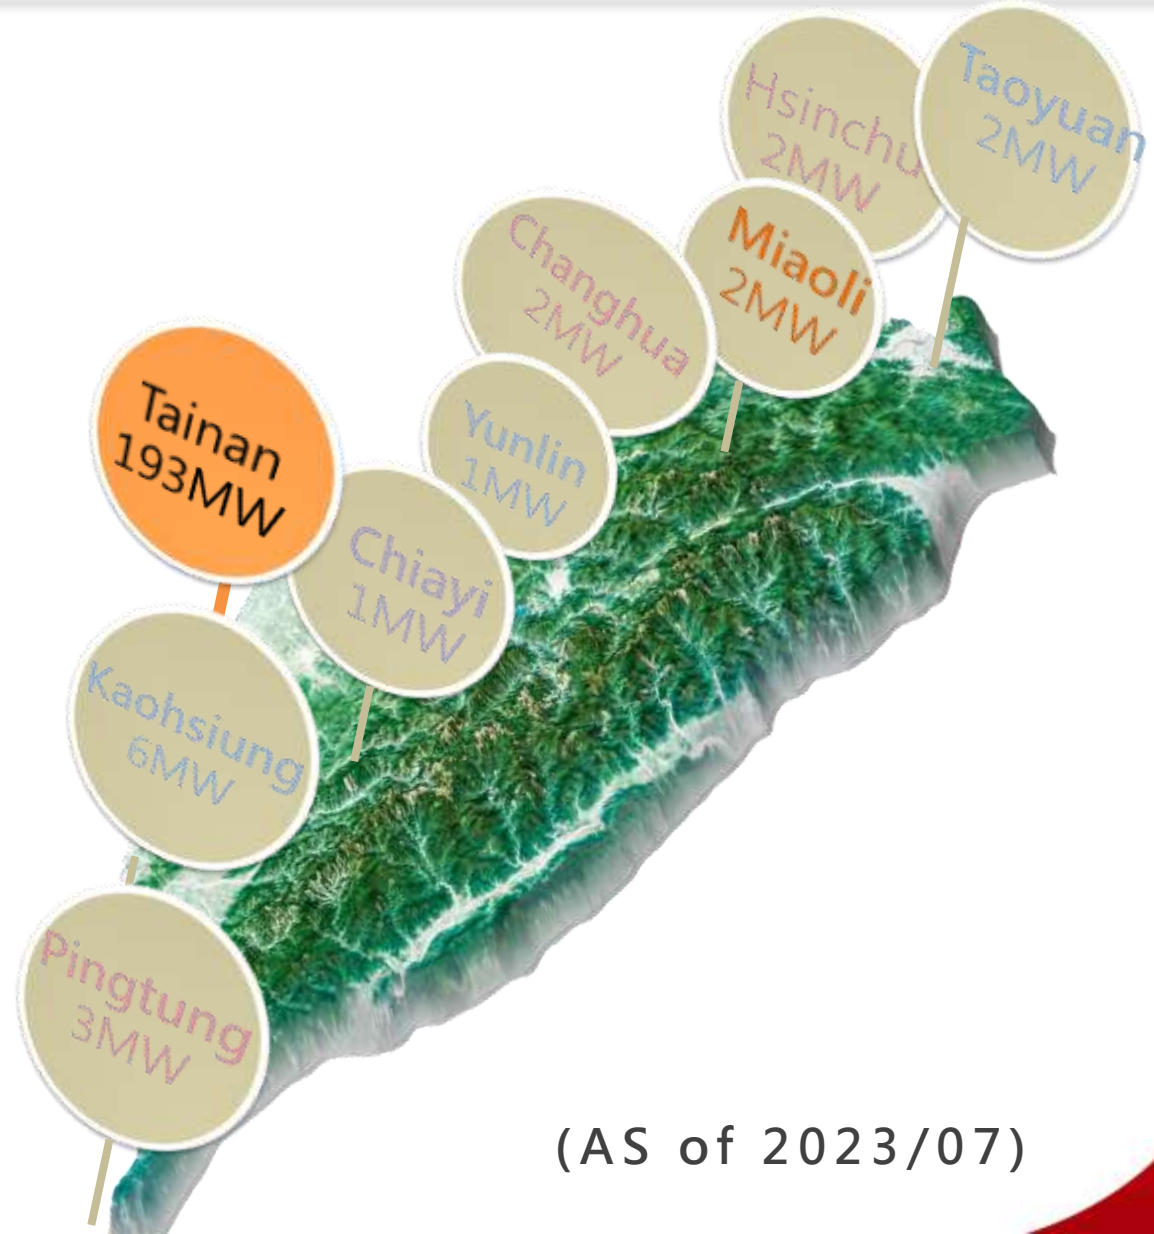 Hsinchu
2MW
Taoyuan
2MW
Changhua
2MW
Miaoli
2MW
Tainan
193MW
Yunlin
1MW
Chiayi
1MW
Kaohsiung
6MW
Pingtung
3MW
(AS of 2023/07)